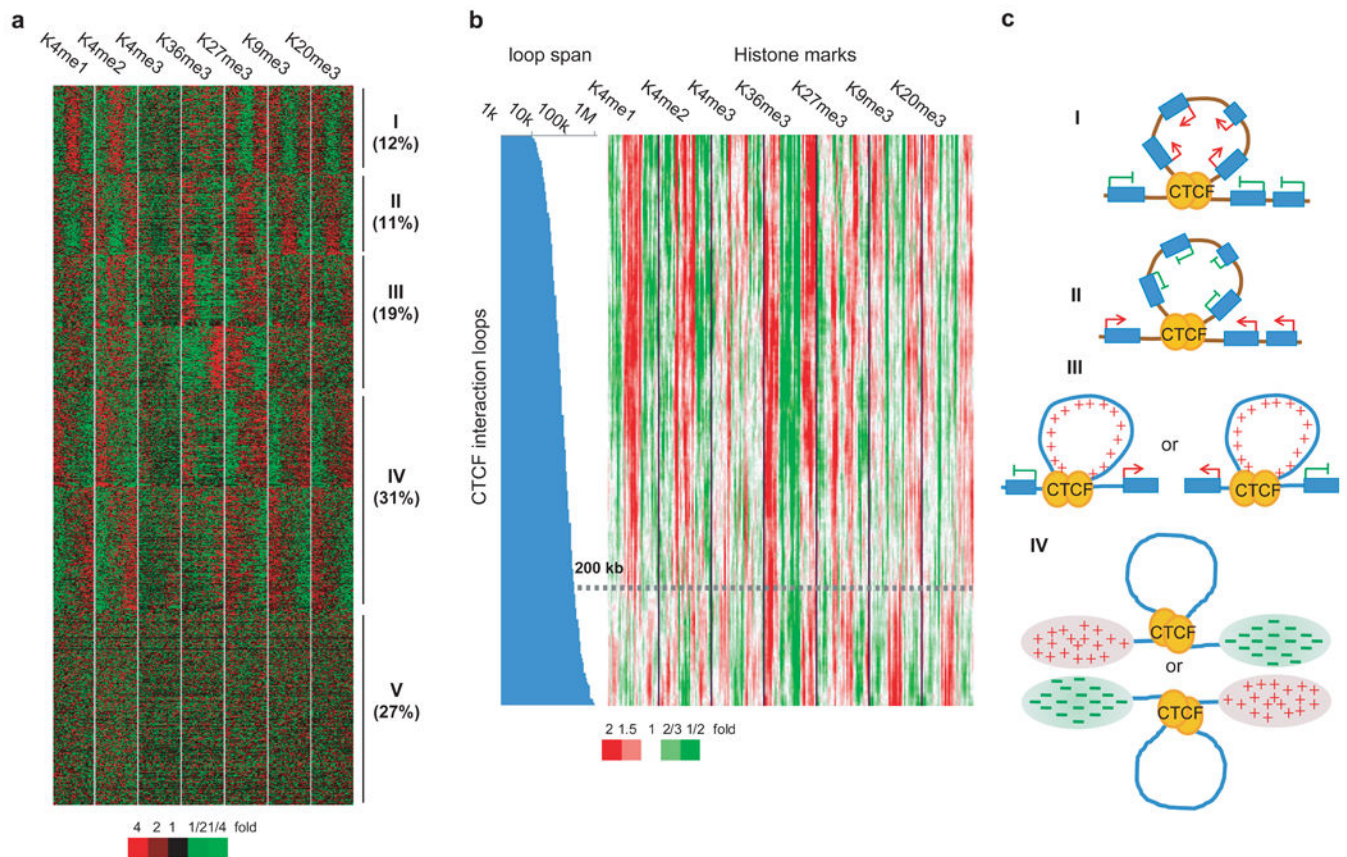 a
K4me1
K4me2
K4me3
K36me3
K27me3
K9me3
K20me3
I
(12%)
II
(11%)
III
(19%)
IV
(31%)
V
(27%)
4 2 1 1/21/4 fold
b
loop span
Histone marks
1k
10k
100k
1M
K4me1
K4me2
K4me3
K36me3
K27me3
K9me3
K20me3
CTCF interaction loops
200 kb
2 1.5 1 2/3 1/2 fold
c
I
CTCF
II
CTCF
III
CTCF
or
CTCF
IV
CTCF
or
CTCF